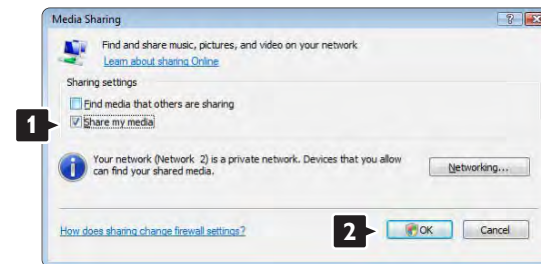 Media Sharing
Find and share music, pictures, and video on your network
Learn about sharing Online
Sharing settings
Find media that others are sharing
1
Share my media
Your network (Network 2) is a private network. Devices that you allow
can find your shared media.
Networking...
How does sharing change firewall settings?
2
OK
Cancel